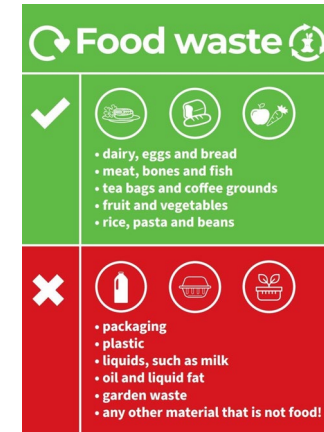 Food waste
• dairy, eggs and bread
• meat, bones and fish
• tea bags and coffee grounds
• fruit and vegetables
• rice, pasta and beans
• packaging
• plastic
• liquids, such as milk
• oil and liquid fat
• garden waste
• any other material that is not food!